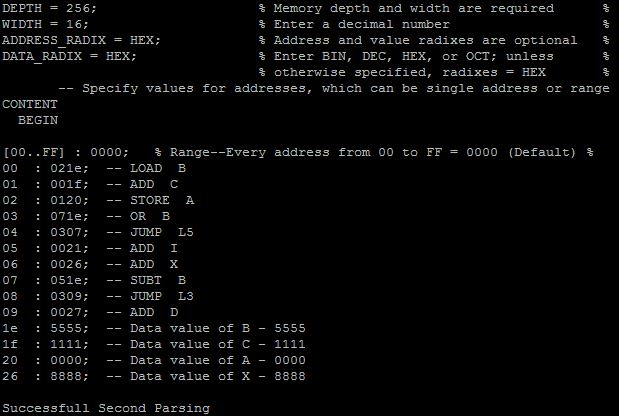 DEPTH = 256;                    % Memory depth and width are required    %
WIDTH = 16;                     % Enter a decimal number                 %
ADDRESS_RADIX = HEX;            % Address and value radixes are optional %
DATA_RADIX = HEX;               % Enter BIN, DEC, HEX, or OCT; unless    %
                                % otherwise specified, radixes = HEX     %
       -- Specify values for addresses, which can be single address or range
CONTENT
  BEGIN

[00..FF] : 0000;   % Range--Every address from 00 to FF = 0000 (Default) %
00  : 021e;  -- LOAD  B
01  : 001f;  -- ADD  C
02  : 0120;  -- STORE  A
03  : 071e;  -- OR  B
04  : 0307;  -- JUMP  L5
05  : 0021;  -- ADD  I
06  : 0026;  -- ADD  X
07  : 051e;  -- SUBT  B
08  : 0309;  -- JUMP  L3
09  : 0027;  -- ADD  D
1e  : 5555;  -- Data value of B - 5555
1f  : 1111;  -- Data value of C - 1111
20  : 0000;  -- Data value of A - 0000
26  : 8888;  -- Data value of X - 8888

Successfull Second Parsing